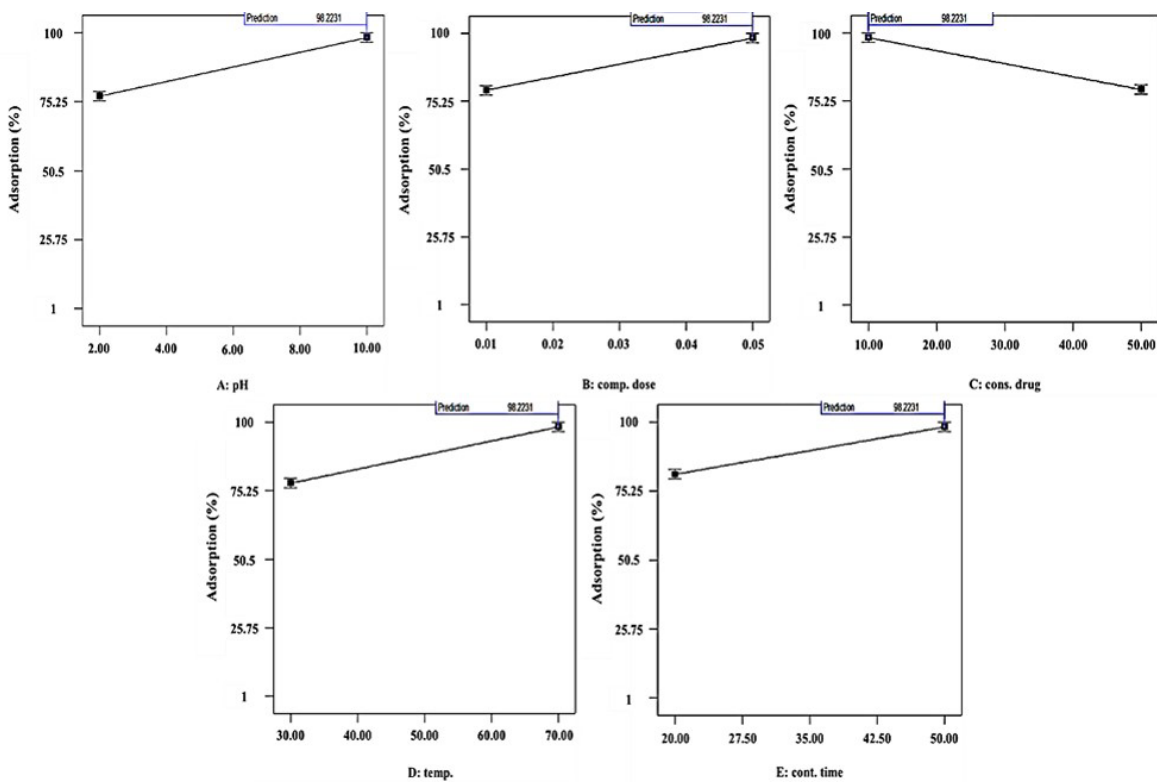 Prediction 98.2231
100
75.25
50.5
25.75
1
Adsorption (%)
2.00 4.00 6.00 8.00 10.00
A: pH
Prediction 98.2231
100
75.25
50.5
25.75
1
Adsorption (%)
0.01 0.02 0.03 0.04 0.05
B: comp. dose
Prediction 98.2231
100
75.25
50.5
25.75
1
Adsorption (%)
10.00 20.00 30.00 40.00 50.00
C: cons. drug
Prediction 98.2231
100
75.25
50.5
25.75
1
Adsorption (%)
30.00 40.00 50.00 60.00 70.00
D: temp.
Prediction 98.2231
100
75.25
50.5
25.75
1
Adsorption (%)
20.00 27.50 35.00 42.50 50.00
E: cont. time